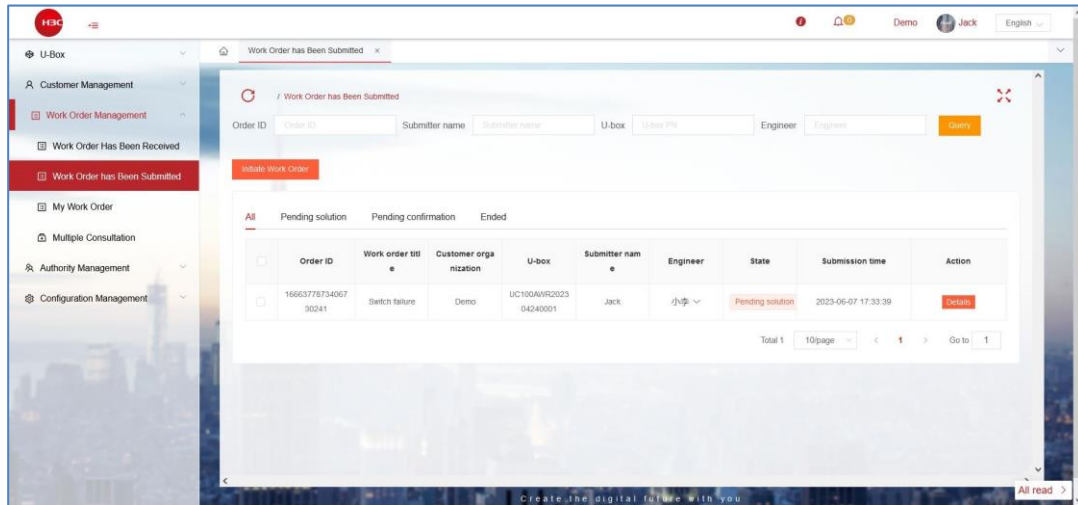 H3C
Demo
Jack
English
U-Box
Work Order has Been Submitted ×
Customer Management
Work Order Management
Work Order Has Been Received
Work Order has Been Submitted
My Work Order
Multiple Consultation
Authority Management
Configuration Management
/ Work Order has Been Submitted
Order ID Order ID Submitter name Submitter name U-box U-box PN Engineer Engineer Query
Initiate Work Order
All Pending solution Pending confirmation Ended
Order ID Work order titl Customer orga U-box Submitter nam Engineer State Submission time Action
e nization e
16663778734067 Switch failure Demo UC100AWR2023 Jack 小李 Pending solution 2023-06-07 17:33:39 Details
30241 04240001
Total 1 10/page < 1 > Go to 1
Create the digital future with you
All read >